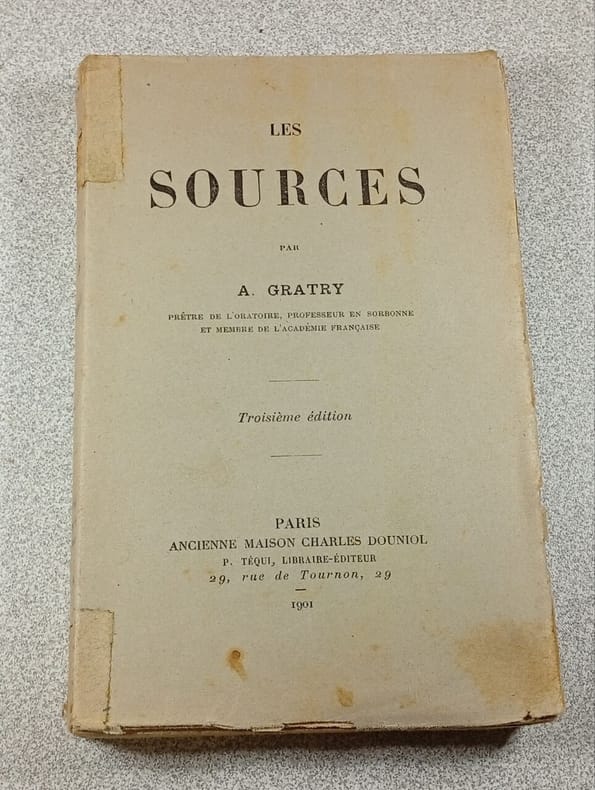 LES
SOURCES
PAR
A. GRATRY
PRÊTRE DE L'ORATOIRE, PROFESSEUR EN SORBONNE
ET MEMBRE DE L'ACADÉMIE FRANÇAISE
Troisième édition
PARIS
ANCIENNE MAISON CHARLES DOUNIOL
P. TÉQUI, LIBRAIRE-ÉDITEUR
29, rue de Tournon, 29
1901